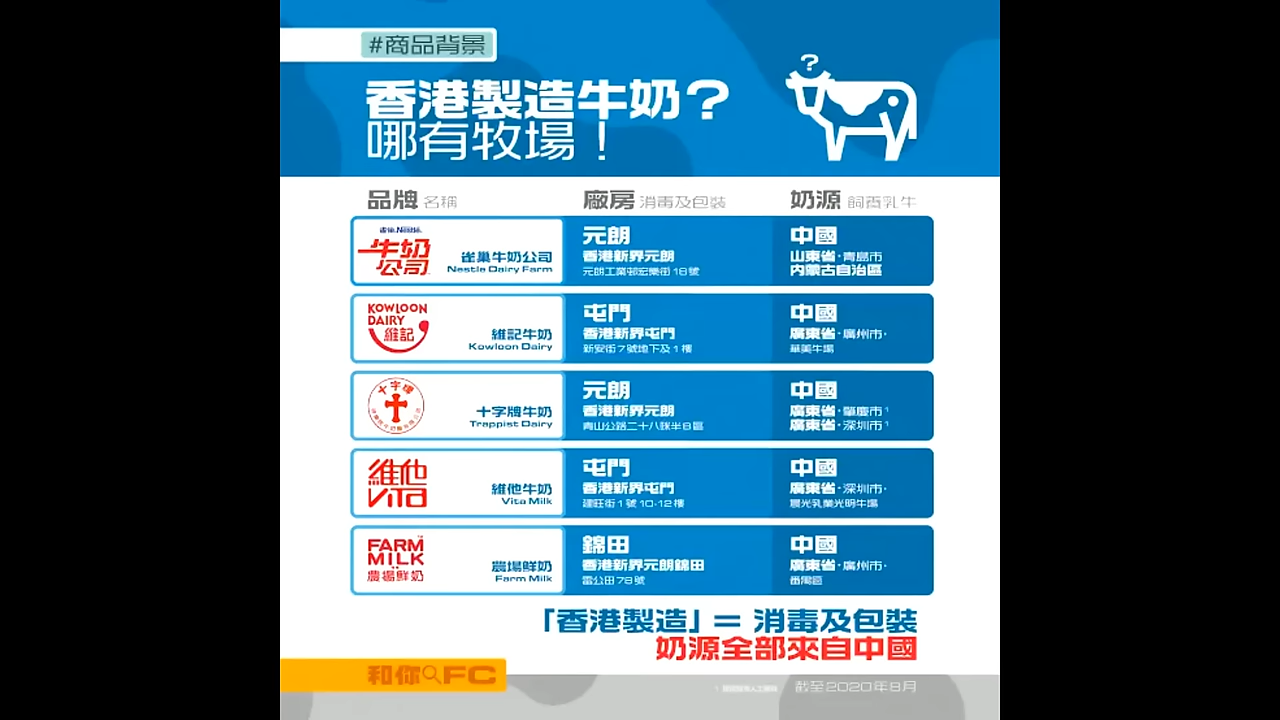 #商品背景
?
香港製造牛奶？
哪有牧場！
品牌 名稱
廠房 消毒及包裝
奶源 飼養乳牛
雀巢 Nestlé
牛奶公司
雀巢牛奶公司
Nestle Dairy Farm
元朗
香港新界元朗
元朗工業邨宏樂街18號
中國
山東省·青島市
內蒙古自治區
KOWLOON
DAIRY
維記
維記牛奶
Kowloon Dairy
屯門
香港新界屯門
新安街7號地下及1樓
中國
廣東省·廣州市·
華美牛場
十字牌
十字牌牛奶
Trappist Dairy
元朗
香港新界元朗
青山公路二十八咪半B區
中國
廣東省·肇慶市¹
廣東省·深圳市¹
維他
VITA
維他牛奶
Vita Milk
屯門
香港新界屯門
建旺街1號10-12樓
中國
廣東省·深圳市·
晨光乳業光明牛場
FARM
MILK
農場鮮奶
農場鮮奶
Farm Milk
錦田
香港新界元朗錦田
雷公田78號
中國
廣東省·廣州市·
番禺區
「香港製造」＝ 消毒及包裝
奶源全部來自中國
和你FC
截至2020年8月